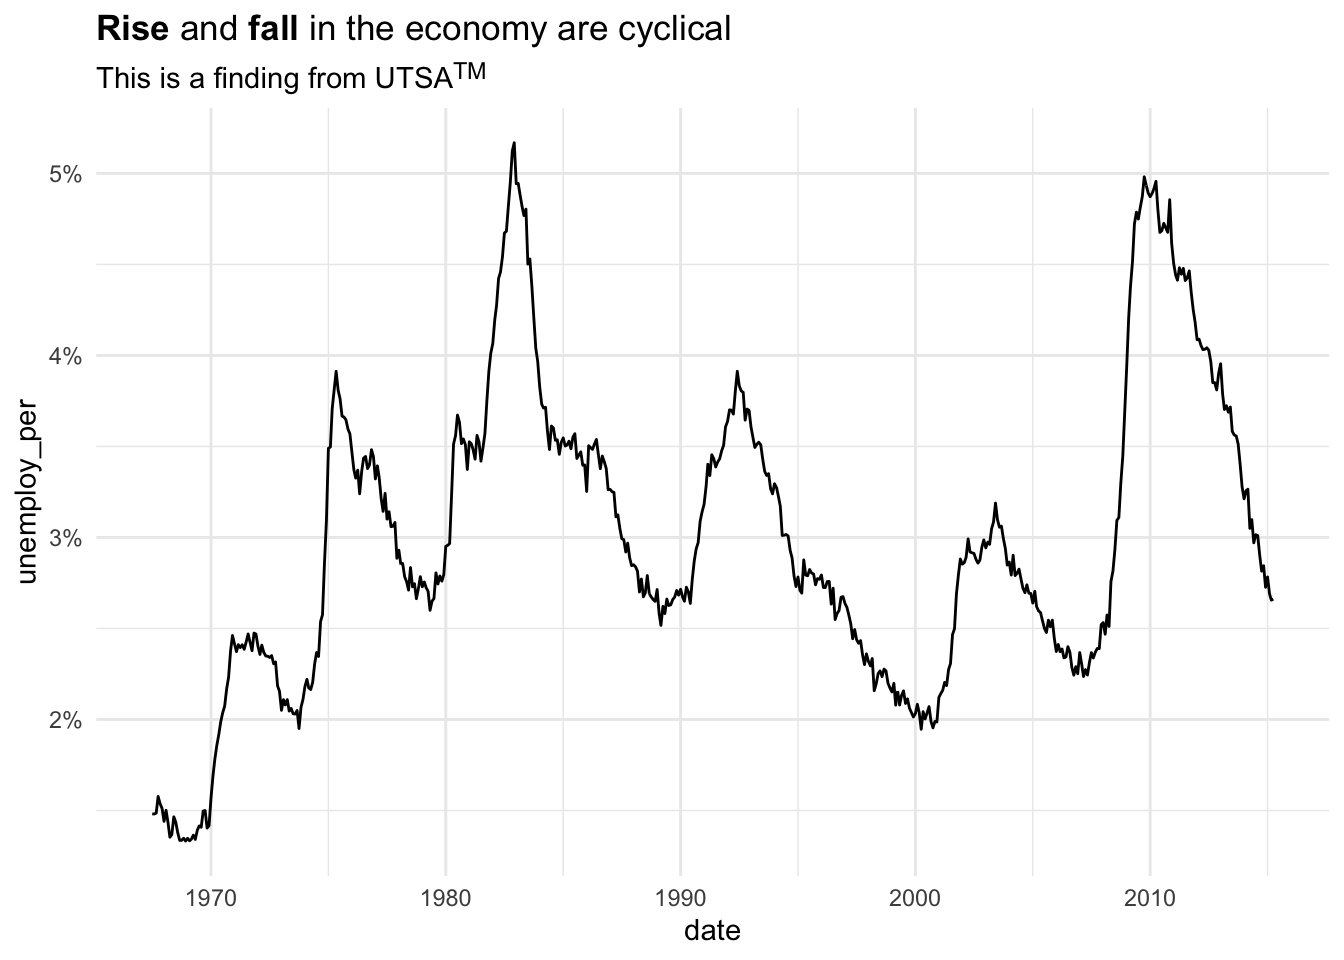 Rise and fall in the economy are cyclical
This is a finding from UTSA™
5%
4%
3%
2%
unemploy_per
1970 1980 1990 2000 2010
date